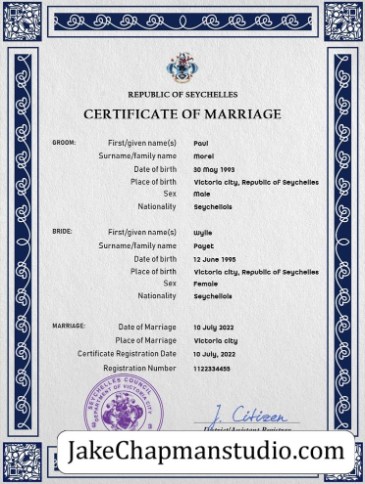 REPUBLIC OF SEYCHELLES
CERTIFICATE OF MARRIAGE
GROOM: First/given name(s) Paul
Surname/family name Morel
Date of birth 30 May 1993
Place of birth Victoria city, Republic of Seychelles
Sex Male
Nationality Seychellois
BRIDE: First/given name(s) Wylie
Surname/family name Payet
Date of birth 12 June 1995
Place of birth Victoria city, Republic of Seychelles
Sex Female
Nationality Seychellois
MARRIAGE: Date of Marriage 10 July 2022
Place of Marriage Victoria city
Certificate Registration Date 10 July, 2022
Registration Number 1122334455
SEYCHELLES COUNCIL
DEPARTMENT OF VICTORIA CITY
J. Citizen
District/Assistant Registrar
JakeChapmanstudio.com